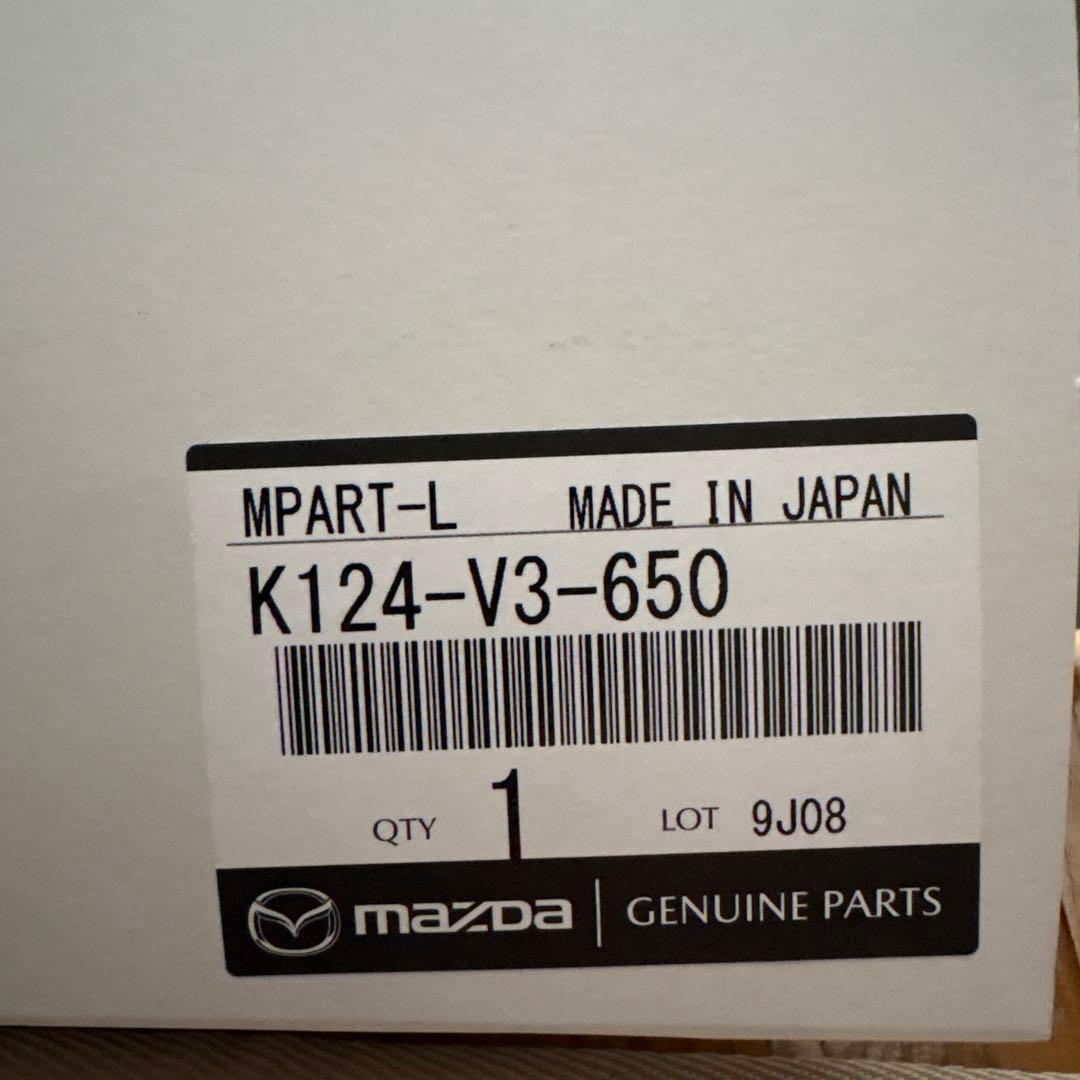 MPART-L MADE IN JAPAN
K124-V3-650
QTY 1 LOT 9J08
mazda GENUINE PARTS